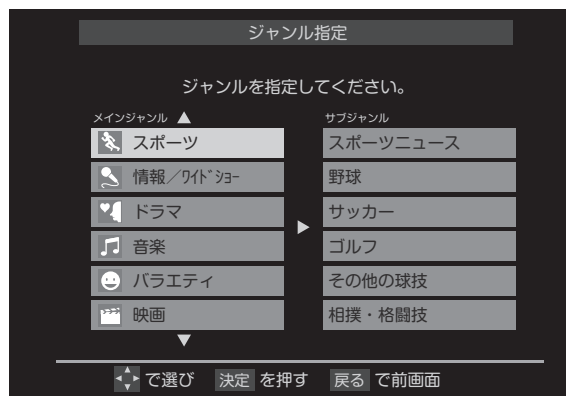 ジャンル指定
ジャンルを指定してください。
メインジャンル ▲
スポーツ
情報／ﾜｲﾄﾞｼｮｰ
ドラマ
音楽
バラエティ
映画
▼
▶
サブジャンル
スポーツニュース
野球
サッカー
ゴルフ
その他の球技
相撲・格闘技
で選び 決定 を押す 戻る で前画面